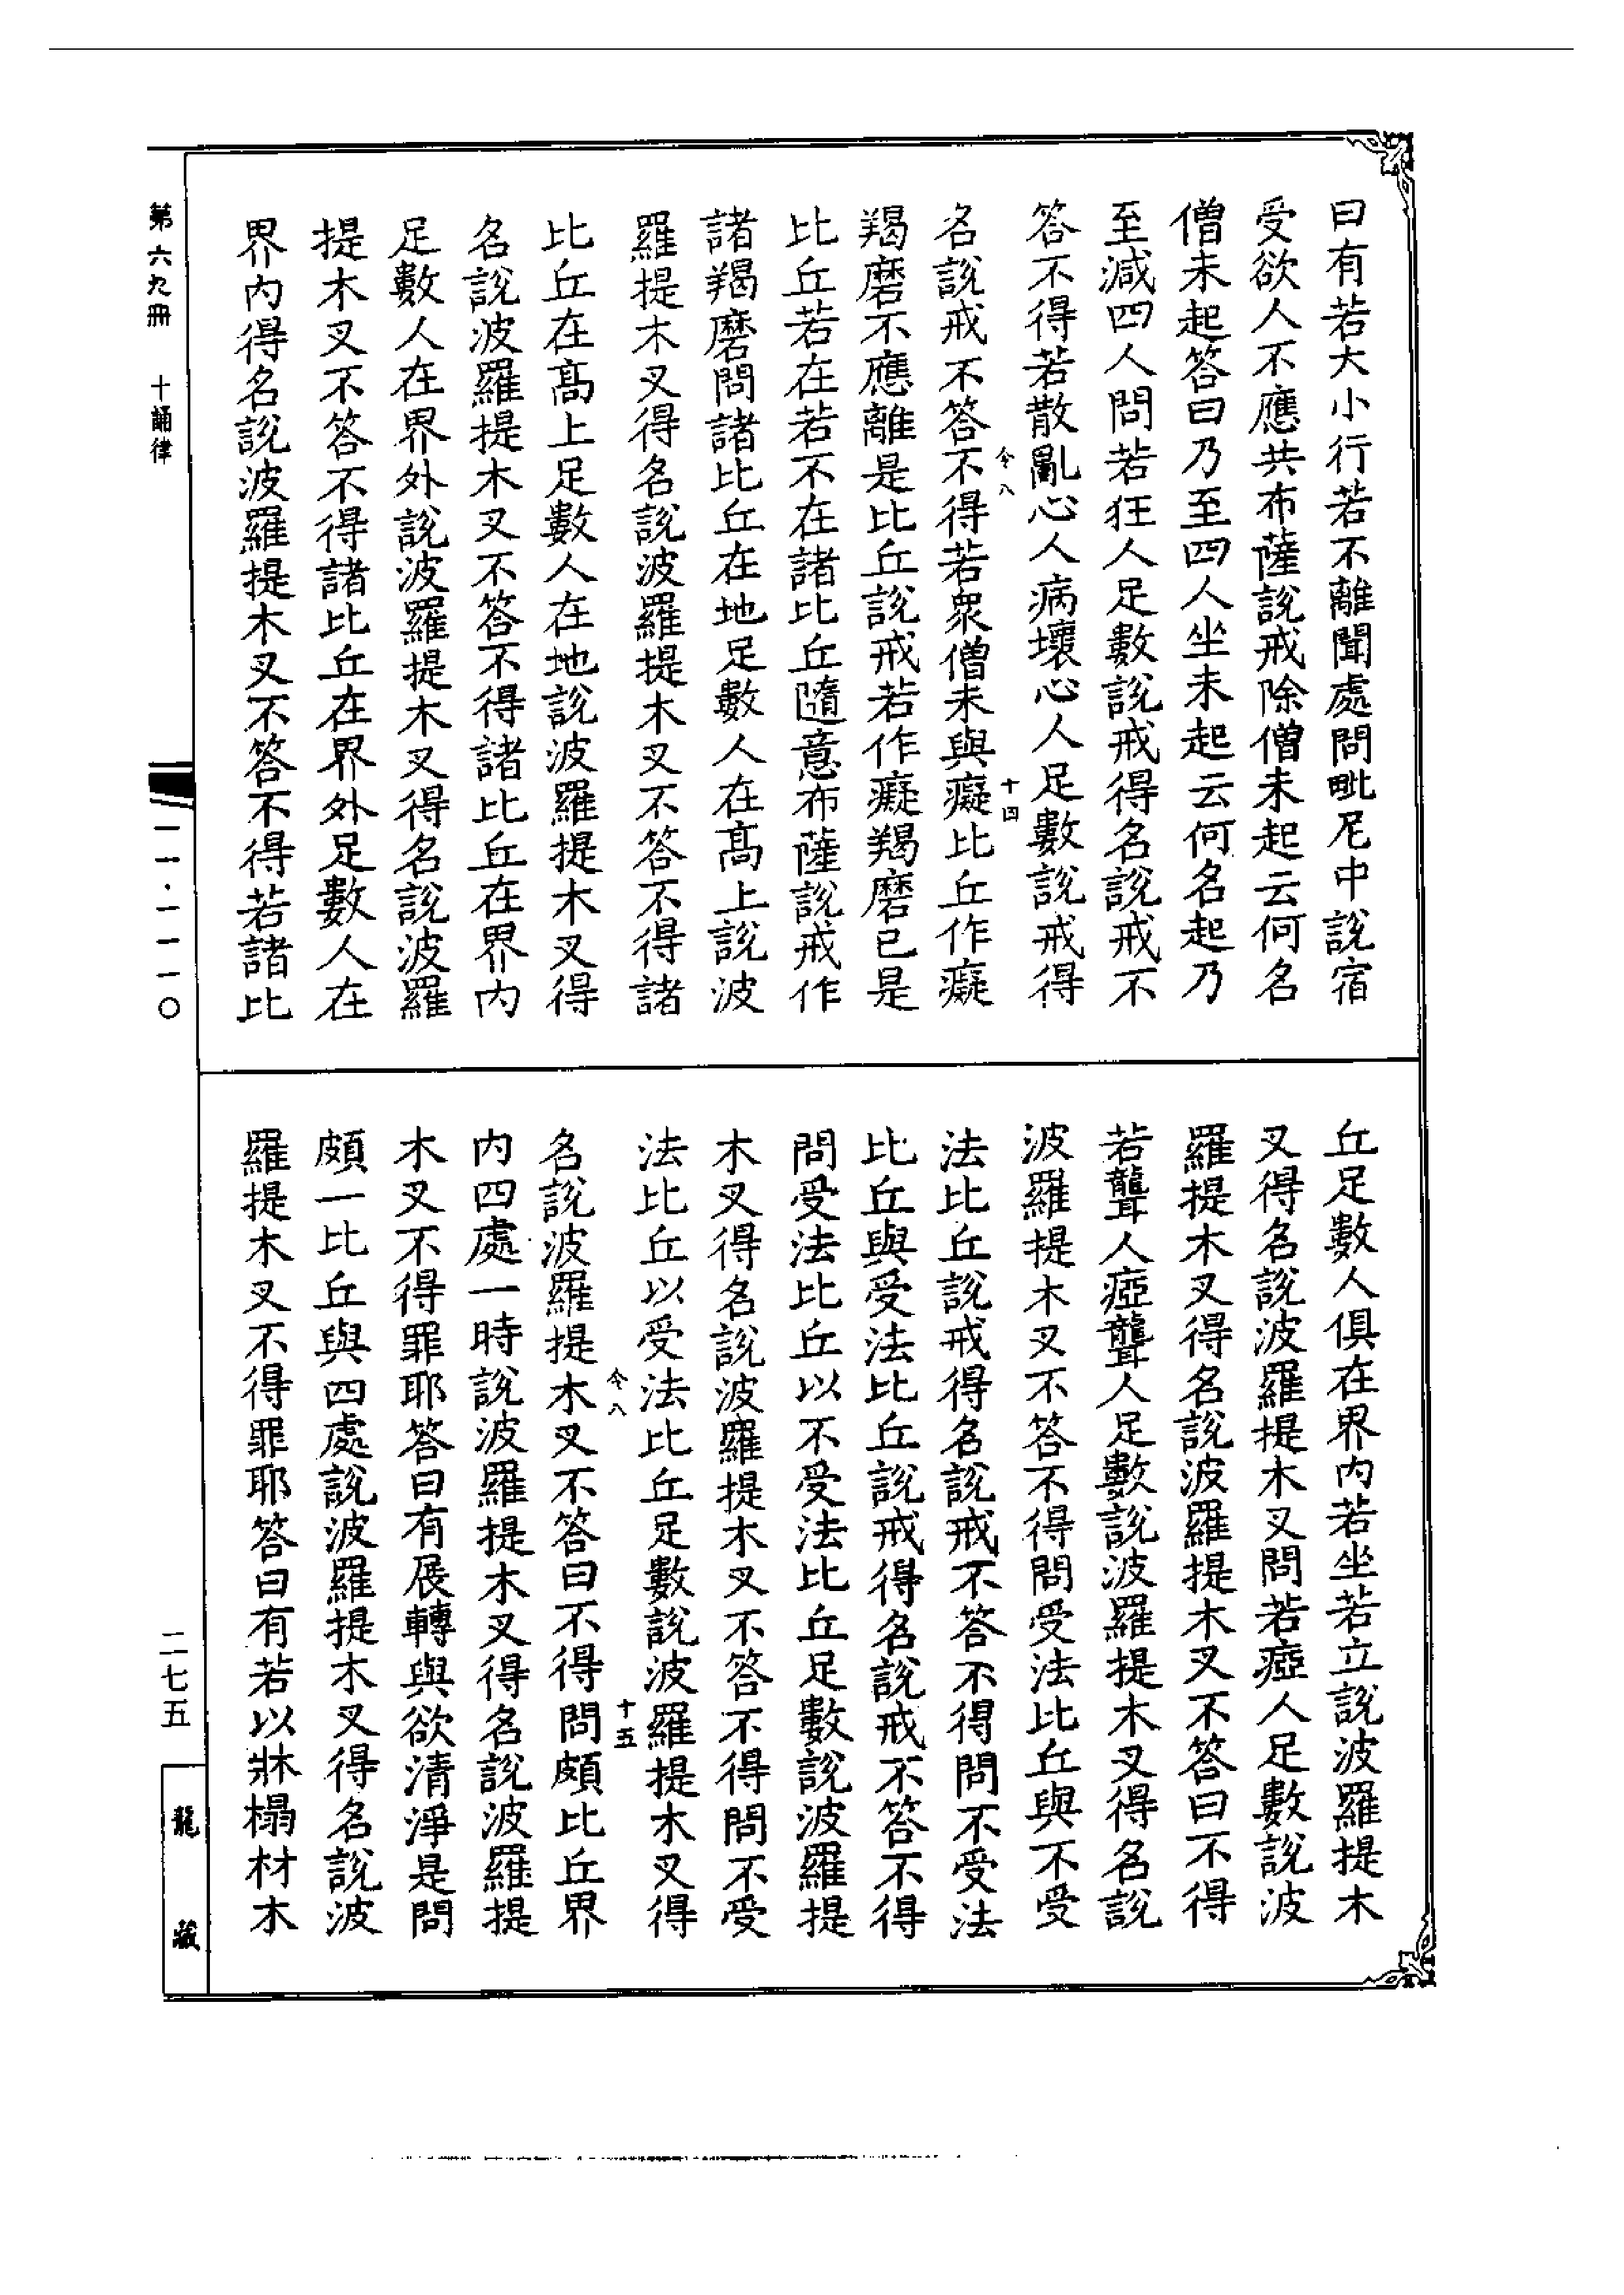 曰有若大小行若不離聞處問毗尼中說宿
受欲人不應共布薩說戒除僧未起云何名
僧未起答曰乃至四人坐未起云何名起乃
至減四人問若狂人足數說戒得名說戒不
答不得若散亂心人病壞心人足數說戒得
令八
十四
名說戒不答不得若眾僧未與癡比丘作癡
羯磨不應離是比丘說戒若作癡羯磨已是
比丘若在若不在諸比丘隨意布薩說戒作
諸羯磨問諸比丘在地足數人在高上說波
羅提木叉得名說波羅提木叉不答不得諸
比丘在高上足數人在地說波羅提木叉得
名說波羅提木叉不答不得諸比丘在界內
足數人在界外說波羅提木叉得名說波羅
提木叉不答不得諸比丘在界外足數人在
界內得名說波羅提木叉不答不得若諸比
丘足數人俱在界內若坐若立說波羅提木
叉得名說波羅提木叉問若瘂人足數說波
羅提木叉得名說波羅提木叉不答曰不得
若聾人瘂聾人足數說波羅提木叉得名說
波羅提木叉不答不得問受法比丘與不受
法比丘說戒得名說戒不答不得問不受法
比丘與受法比丘說戒得名說戒不答不得
問受法比丘以不受法比丘足數說波羅提
木叉得名說波羅提木叉不答不得問不受
法比丘以受法比丘足數說波羅提木叉得
令八
十五
名說波羅提木叉不答曰不得問頗比丘界
內四處一時說波羅提木叉得名說波羅提
木叉不得罪耶答曰有展轉與欲清淨是問
頗一比丘與四處說波羅提木叉得名說波
羅提木叉不得罪耶答曰有若以牀榻材木
第六九冊 十誦律
一一·一一一〇
二七五
龍藏